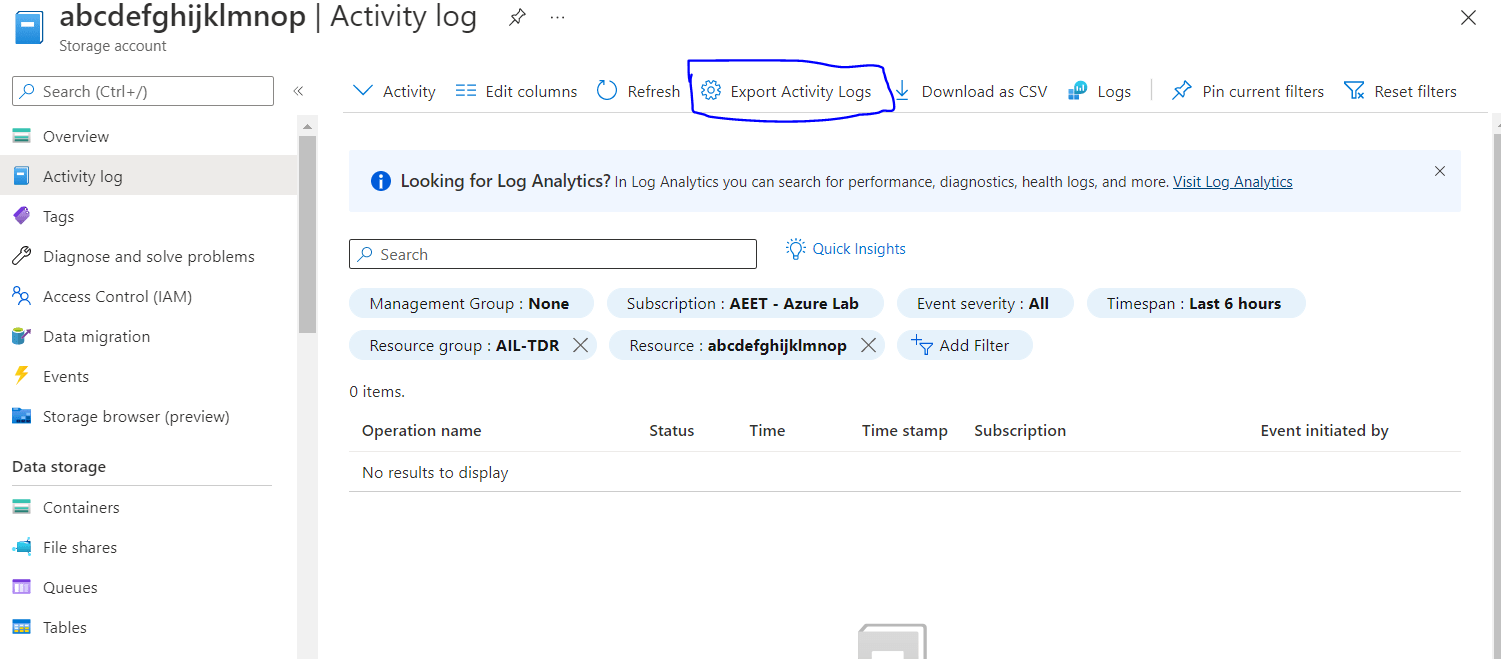 abcdefghijklmnop | Activity log ...
Storage account
Search (Ctrl+/) «
Overview
Activity log
Tags
Diagnose and solve problems
Access Control (IAM)
Data migration
Events
Storage browser (preview)
Data storage
Containers
File shares
Queues
Tables
Activity Edit columns Refresh Export Activity Logs Download as CSV Logs Pin current filters Reset filters
Looking for Log Analytics? In Log Analytics you can search for performance, diagnostics, health logs, and more. Visit Log Analytics
Search Quick Insights
Management Group : None Subscription : AEET - Azure Lab Event severity : All Timespan : Last 6 hours
Resource group : AIL-TDR Resource : abcdefghijklmnop Add Filter
0 items.
Operation name Status Time Time stamp Subscription Event initiated by
No results to display